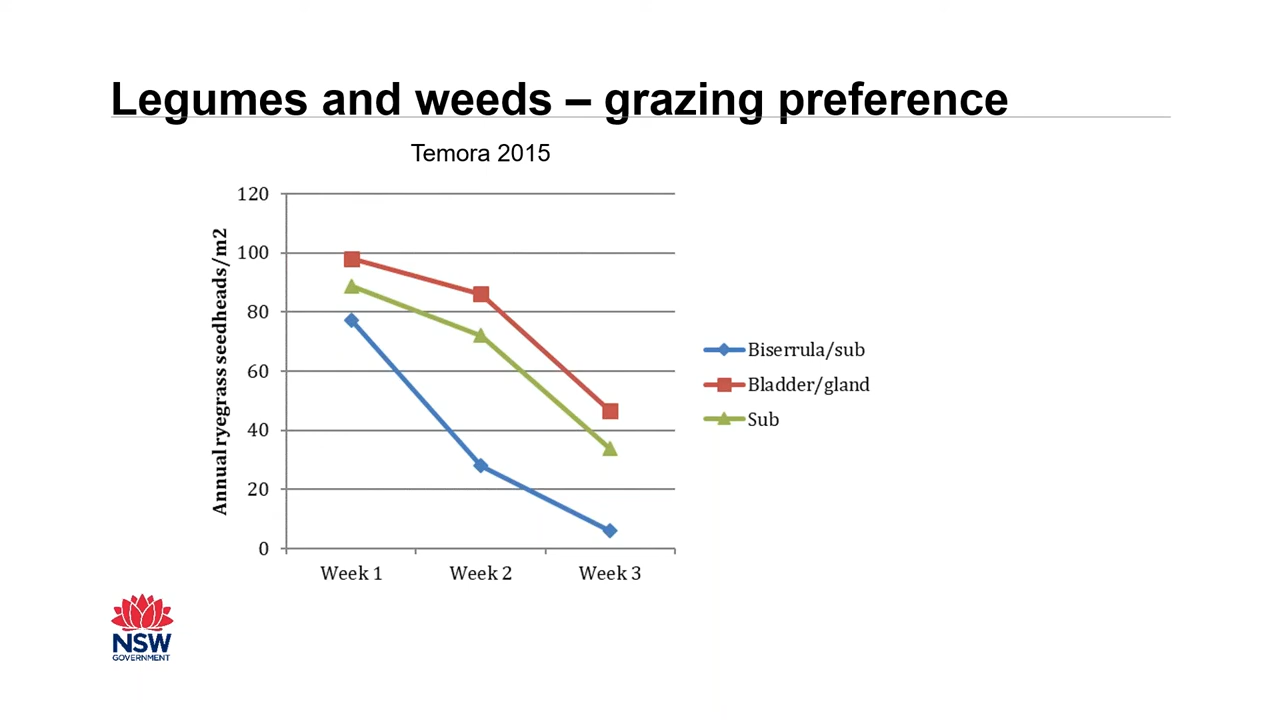 Legumes and weeds – grazing preference
Temora 2015
Annual ryegrass seedheads/m2
120
100
80
60
40
20
0
Week 1
Week 2
Week 3
Biserrula/sub
Bladder/gland
Sub
NSW
GOVERNMENT